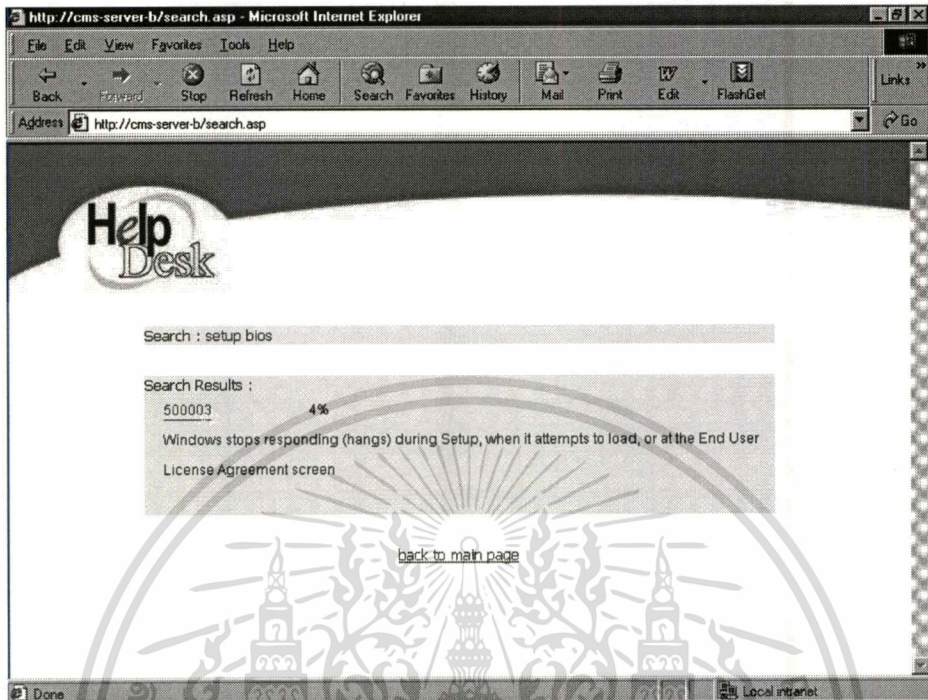 http://cms-server-b/search.asp - Microsoft Internet Explorer
File Edit View Favorites Tools Help
Back Forward Stop Refresh Home Search Favorites History Mail Print Edit FlashGet Links »
Address http://cms-server-b/search.asp Go
Help
Desk
Search : setup bios
Search Results :
500003 4%
Windows stops responding (hangs) during Setup, when it attempts to load, or at the End User
License Agreement screen
back to main page
Done Local intranet